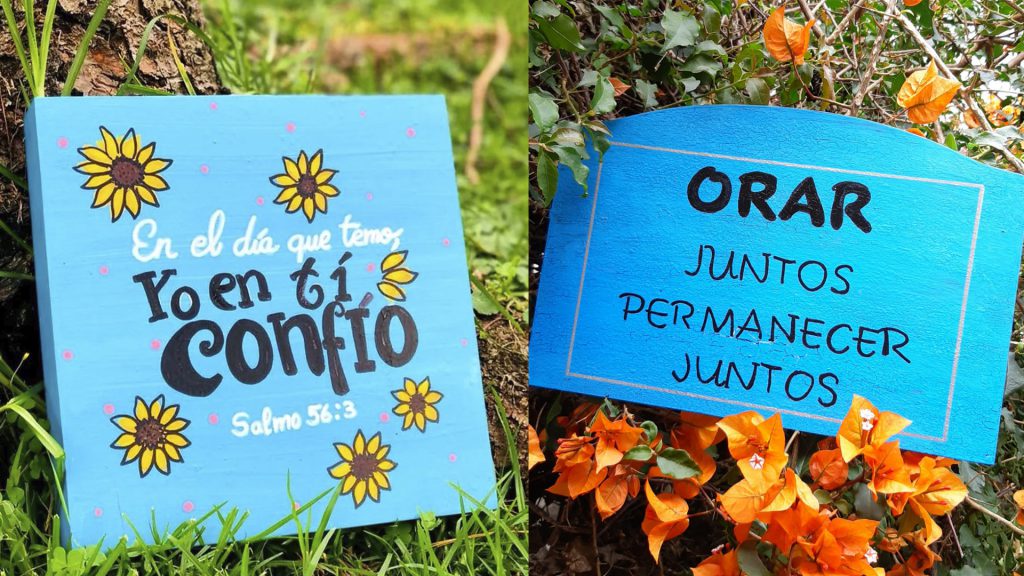 En el día que temo,
Yo en tí
confío
Salmo 56:3
ORAR
JUNTOS
PERMANECER
JUNTOS